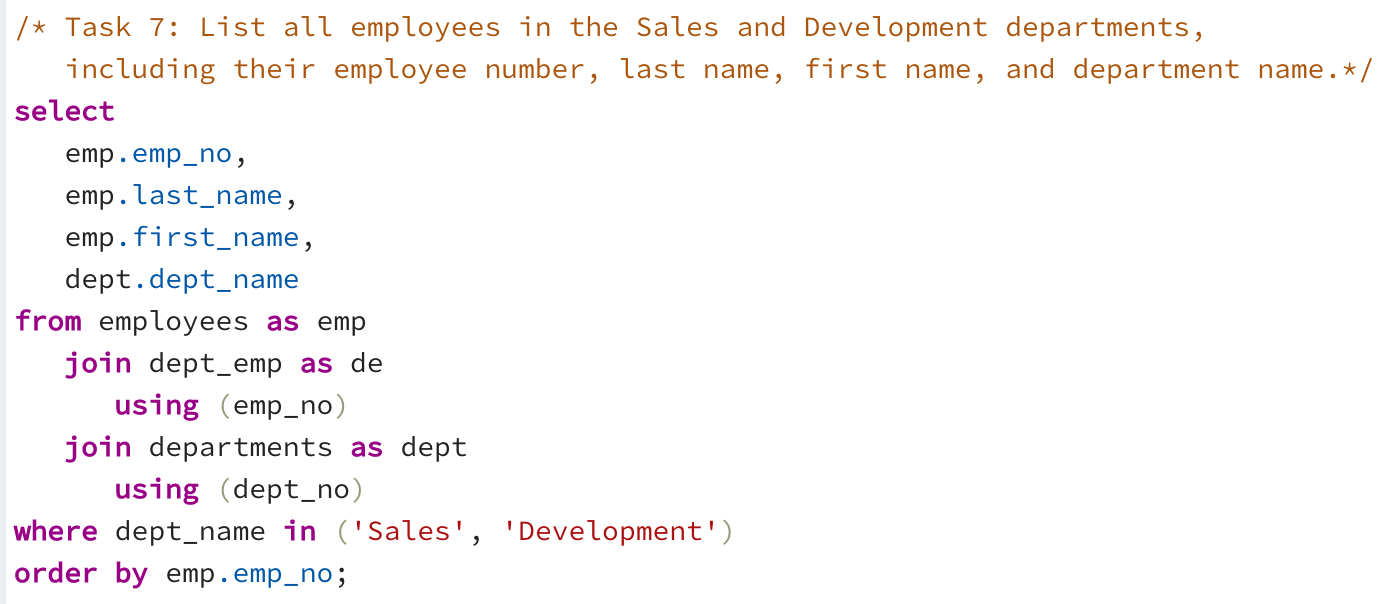 /* Task 7: List all employees in the Sales and Development departments,
including their employee number, last name, first name, and department name.*/
select
emp.emp_no,
emp.last_name,
emp.first_name,
dept.dept_name
from employees as emp
join dept_emp as de
using (emp_no)
join departments as dept
using (dept_no)
where dept_name in ('Sales', 'Development')
order by emp.emp_no;